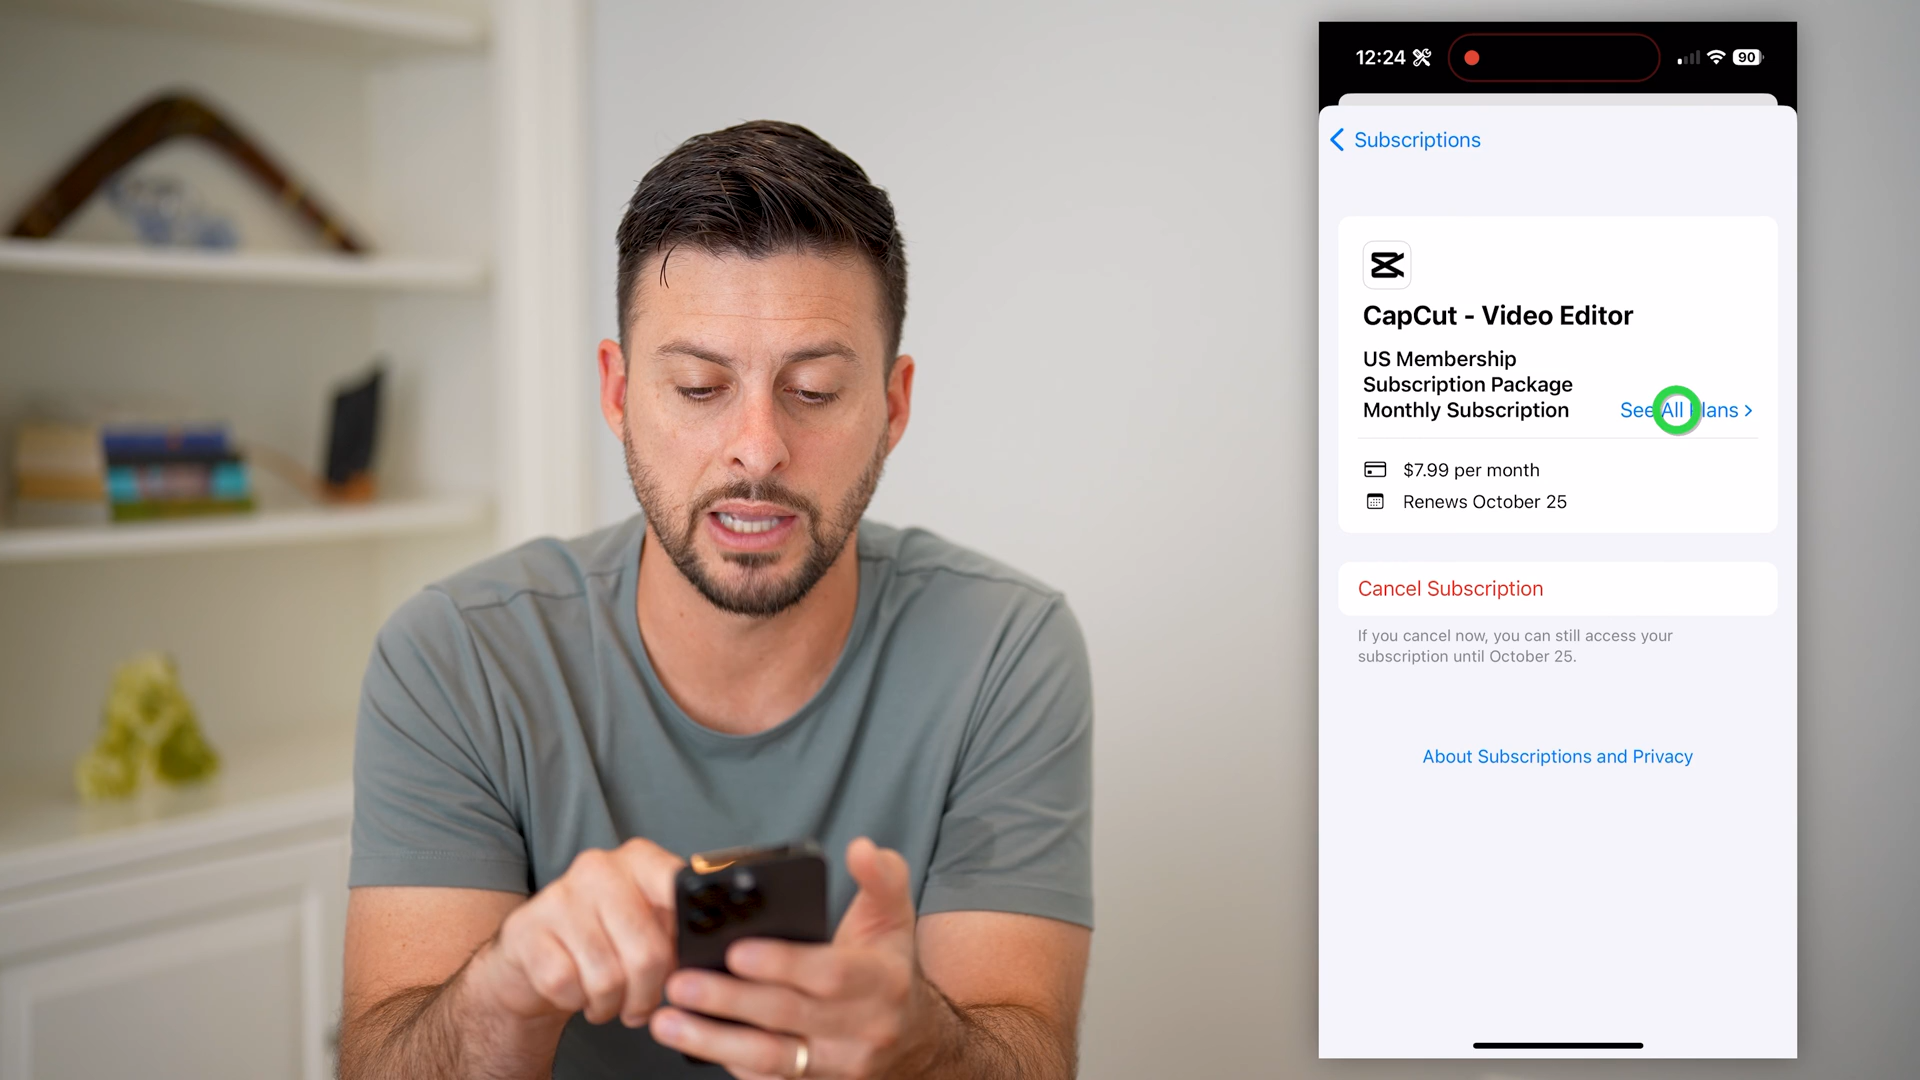 12:24
90
Subscriptions
CapCut - Video Editor
US Membership
Subscription Package
Monthly Subscription
See All Plans
$7.99 per month
Renews October 25
Cancel Subscription
If you cancel now, you can still access your
subscription until October 25.
About Subscriptions and Privacy